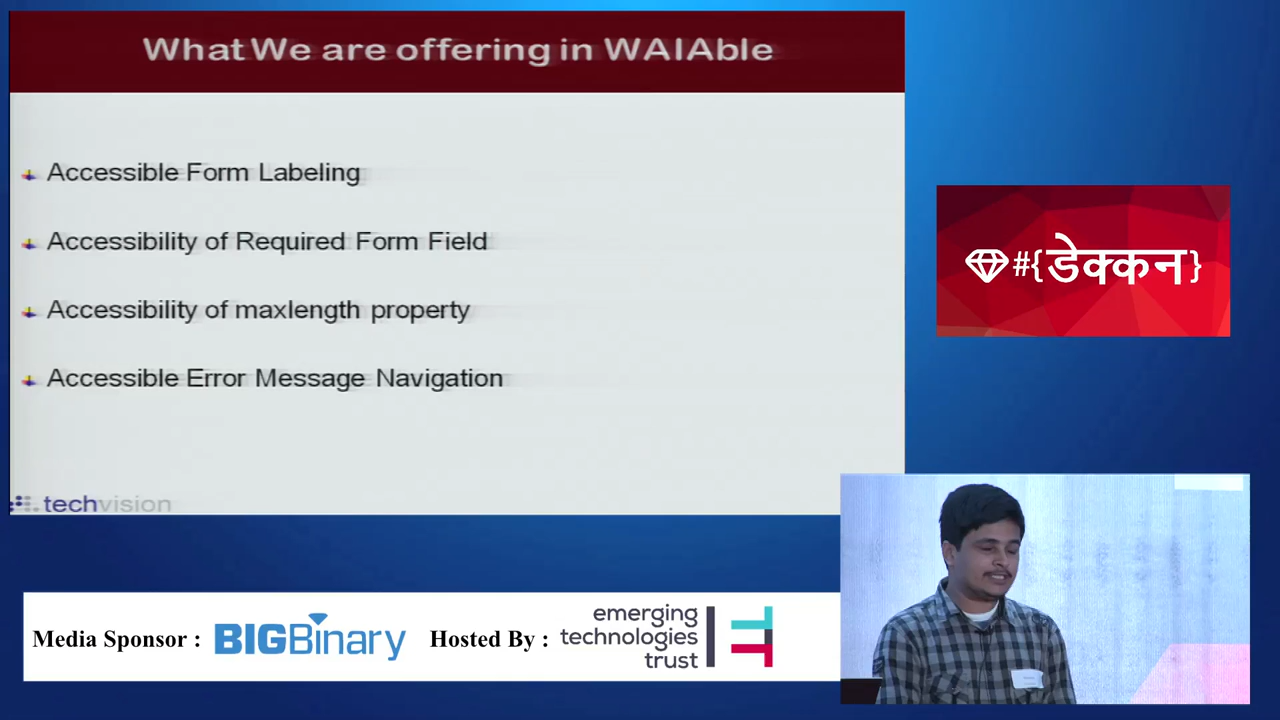 What We are offering in WAIAble
Accessible Form Labeling
Accessibility of Required Form Field
Accessibility of maxlength property
Accessible Error Message Navigation
techvision
#{डेक्कन}
Media Sponsor : BIGBinary Hosted By : emerging
technologies
trust